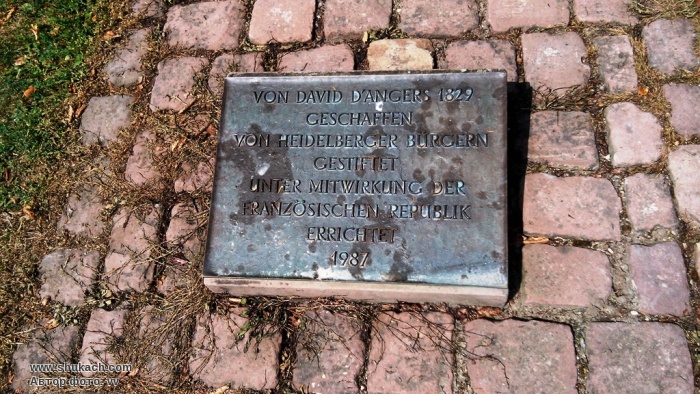 VON DAVID D'ANGERS 1829
GESCHAFFEN
VON HEIDELBERGER BÜRGERN
GESTIFTET
UNTER MITWIRKUNG DER
FRANZÖSISCHEN REPUBLIK
ERRICHTET
1987
www.shukach.com
Автор фото: vv